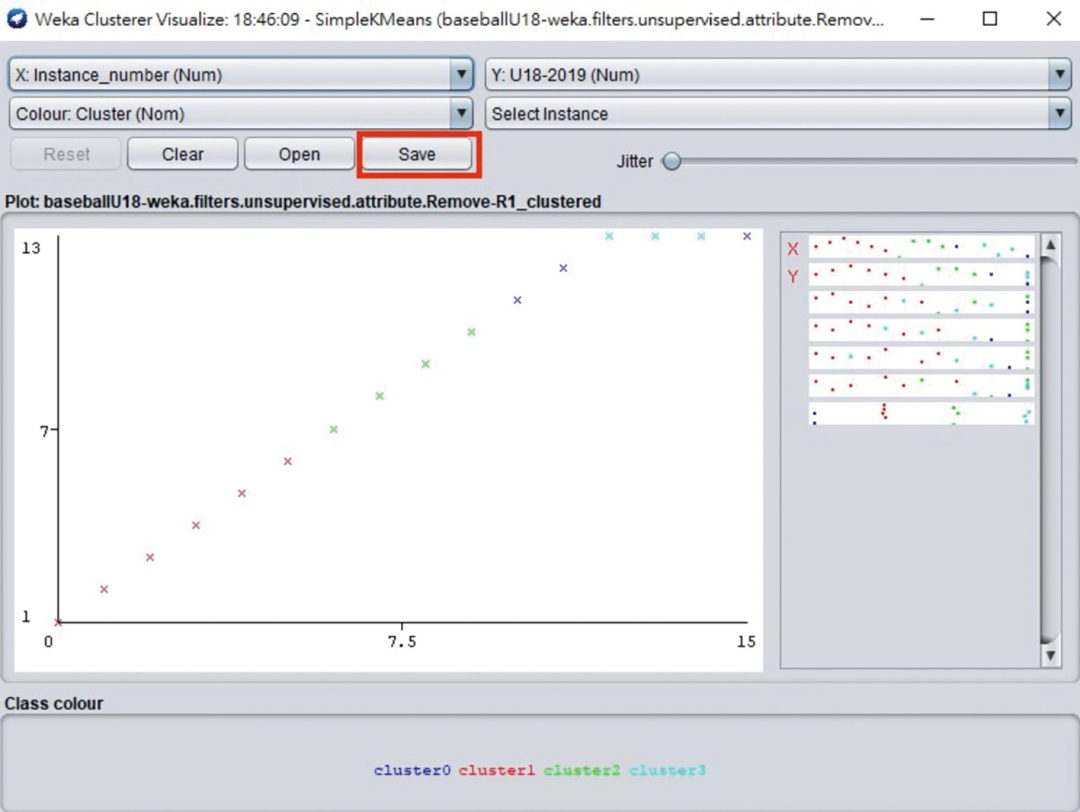 Weka Clusterer Visualize: 18:46:09 - SimpleKMeans (baseballU18-weka.filters.unsupervised.attribute.Remov...
X: Instance_number (Num) Y: U18-2019 (Num)
Colour: Cluster (Nom) Select Instance
Reset Clear Open Save Jitter
Plot: baseballU18-weka.filters.unsupervised.attribute.Remove-R1_clustered
13
X
Y
7
1
0 7.5 15
Class colour
cluster0 cluster1 cluster2 cluster3